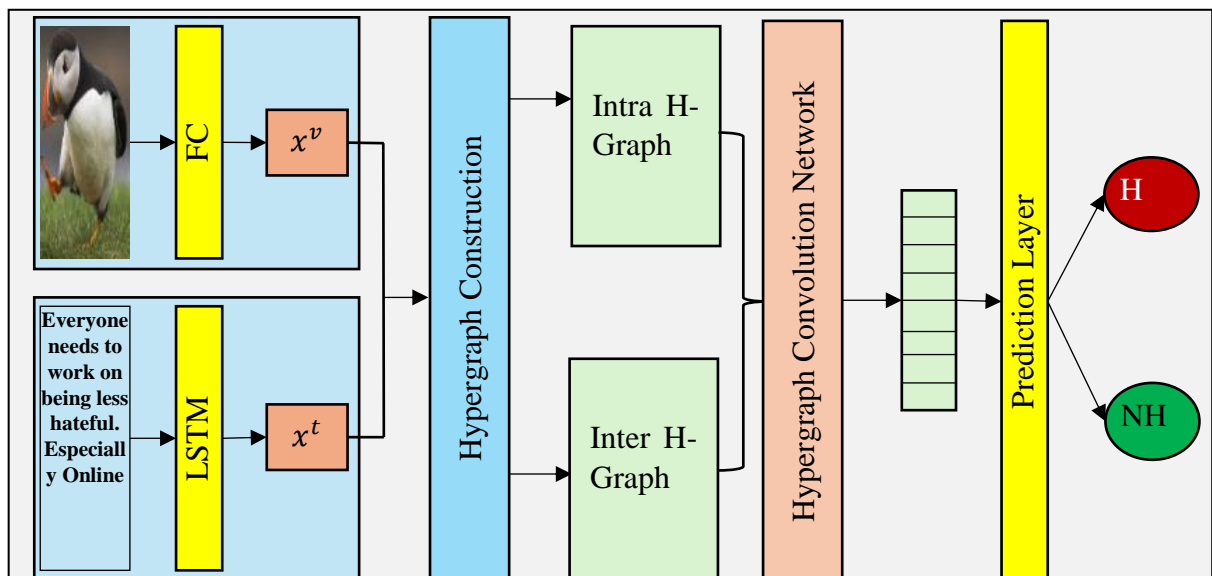 FC
x^v
Everyone
needs to
work on
being less
hateful.
Especiall
y Online
LSTM
x^t
Hypergraph Construction
Intra H-
Graph
Inter H-
Graph
Hypergraph Convolution Network
Prediction Layer
H
NH